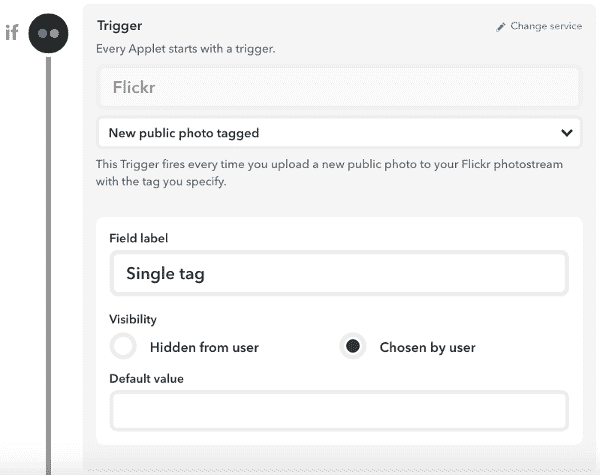 if
Trigger
Change service
Every Applet starts with a trigger.
Flickr
New public photo tagged
This Trigger fires every time you upload a new public photo to your Flickr photostream
with the tag you specify.
Field label
Single tag
Visibility
Hidden from user
Chosen by user
Default value